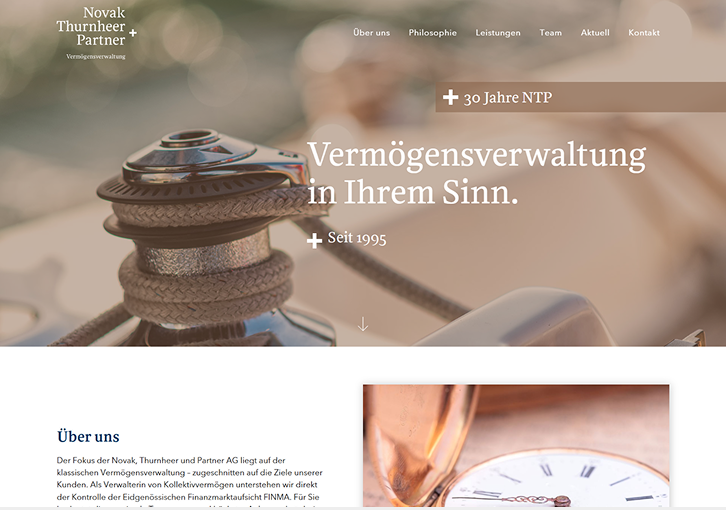 Novak
Thurnheer
Partner
Vermögensverwaltung
Über uns Philosophie Leistungen Team Aktuell Kontakt
30 Jahre NTP
Vermögensverwaltung
in Ihrem Sinn.
Seit 1995
Über uns
Der Fokus der Novak, Thurnheer und Partner AG liegt auf der
klassischen Vermögensverwaltung – zugeschnitten auf die Ziele unserer
Kunden. Als Verwalterin von Kollektivvermögen unterstehen wir direkt
der Kontrolle der Eidgenössischen Finanzmarktaufsicht FINMA. Für Sie